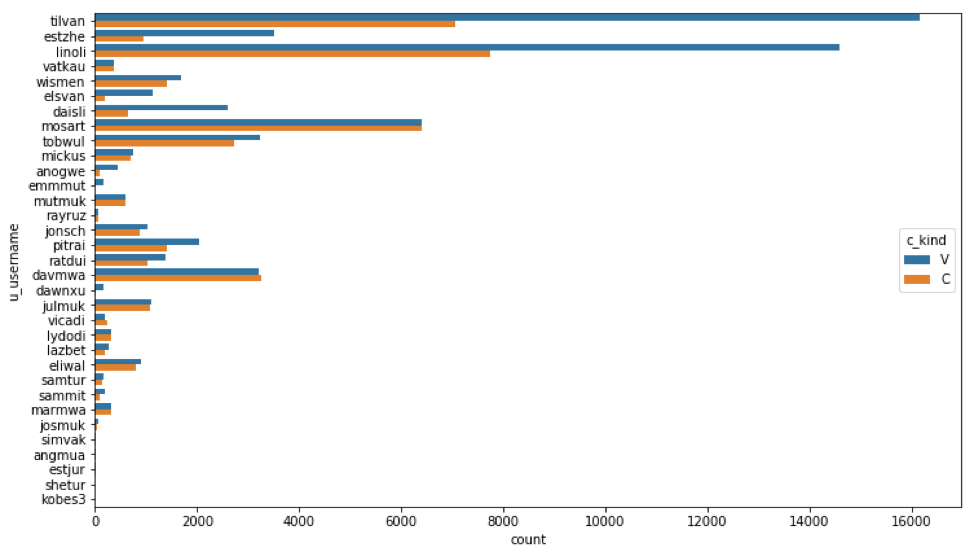 u_username
tilvan
estzhe
linoli
vatkau
wismen
elsvan
daisli
mosart
tobwul
mickus
anogwe
emmmut
mutmuk
rayruz
jonsch
pitrai
ratdui
davmwa
dawnxu
julmuk
vicadi
lydodi
lazbet
eliwal
samtur
sammit
marmwa
josmuk
simvak
angmua
estjur
shetur
kobes3
c_kind
V
C
0 2000 4000 6000 8000 10000 12000 14000 16000
count